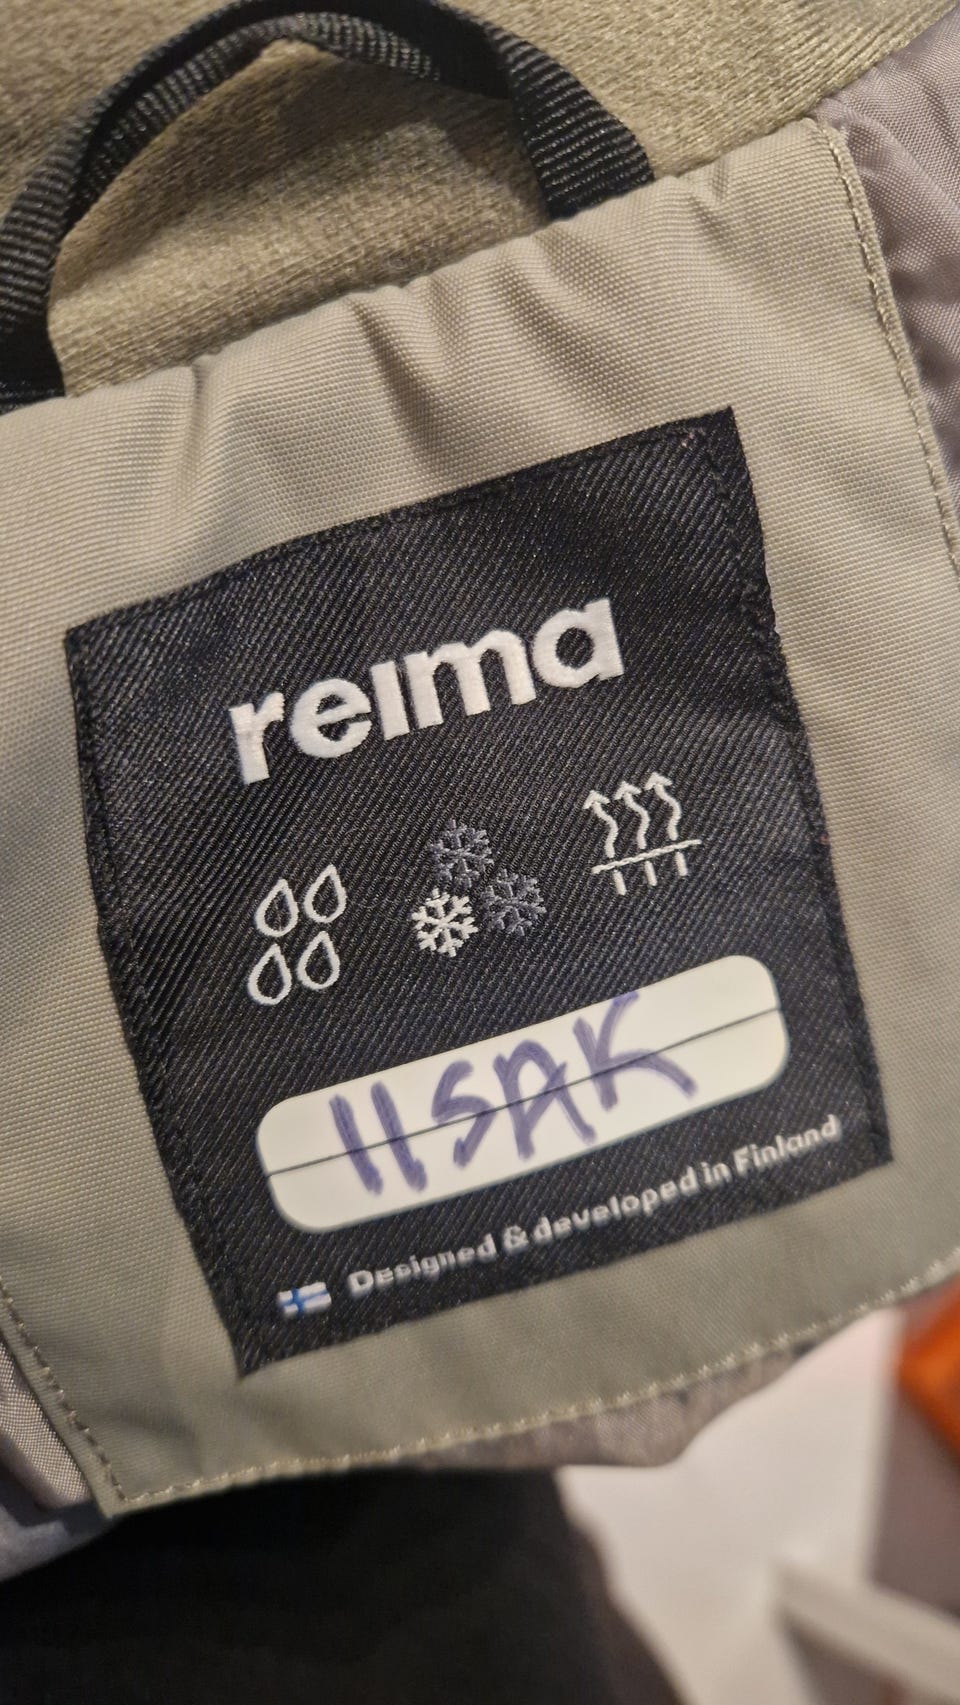 reima
IISAK
Designed & developed in Finland